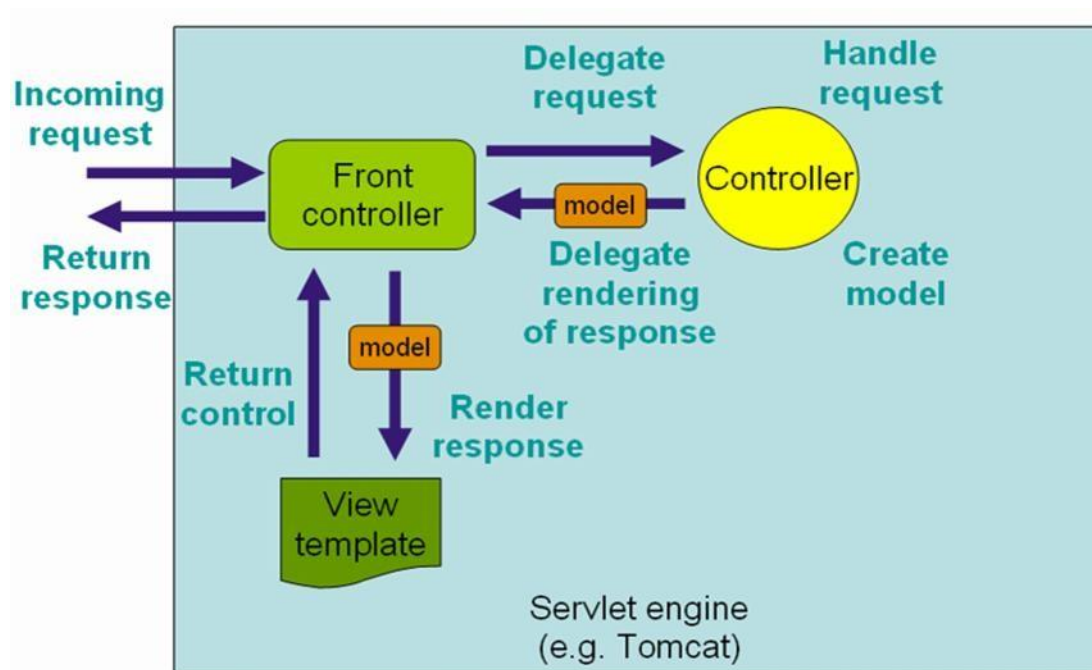 Incoming
request
Return
response
Front
controller
Delegate
request
Handle
request
Controller
model
Delegate
rendering
of response
Create
model
Return
control
model
Render
response
View
template
Servlet engine
(e.g. Tomcat)